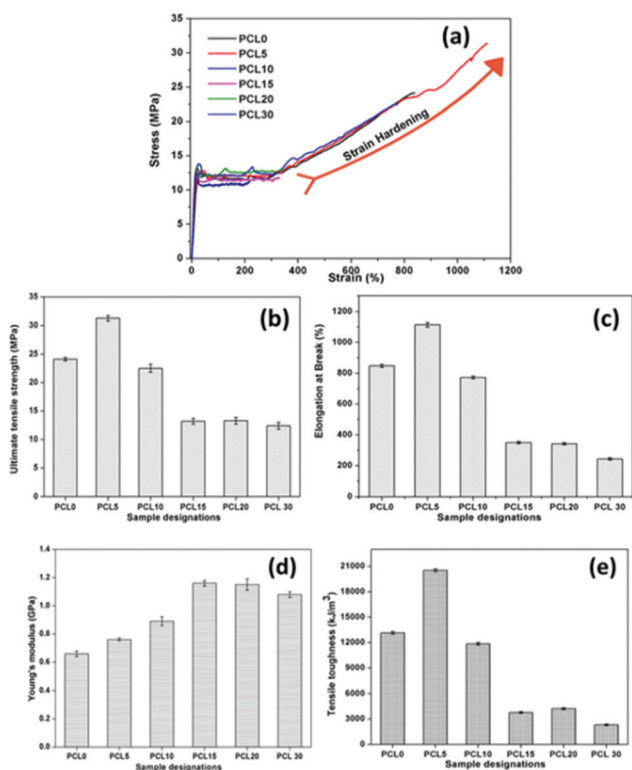 (a)
PCL0
PCL5
PCL10
PCL15
PCL20
PCL30
Strain Hardening
Stress (MPa)
35
30
25
20
15
10
5
0
0 200 400 600 800 1000 1200
Strain (%)
(b)
Ultimate tensile strength (MPa)
35
30
25
20
15
10
5
0
PCL0 PCL5 PCL10 PCL15 PCL20 PCL 30
Sample designations
(c)
Elongation at Break (%)
1200
1000
800
600
400
200
0
PCL0 PCL5 PCL10 PCL15 PCL20 PCL 30
Sample designations
(d)
Young's modulus (GPa)
1.4
1.2
1.0
0.8
0.6
0.4
0.2
0.0
PCL0 PCL5 PCL10 PCL15 PCL20 PCL 30
Sample designations
(e)
Tensile toughness (kJ/m³)
21000
18000
15000
12000
9000
6000
3000
0
PCL0 PCL5 PCL10 PCL15 PCL20 PCL 30
Sample designations